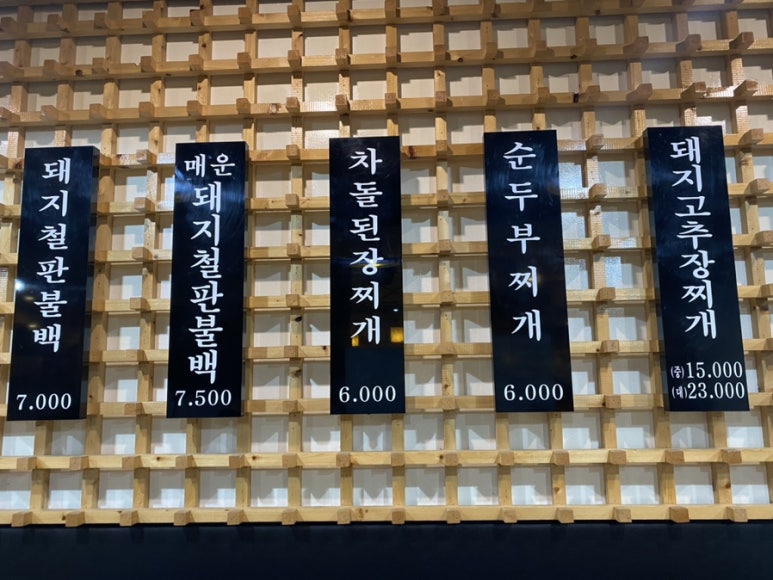 돼지철판불백
7.000
매운
돼지철판불백
7.500
차돌된장찌개
6.000
순두부찌개
6.000
돼지고추장찌개
(중)15.000
(대)23.000